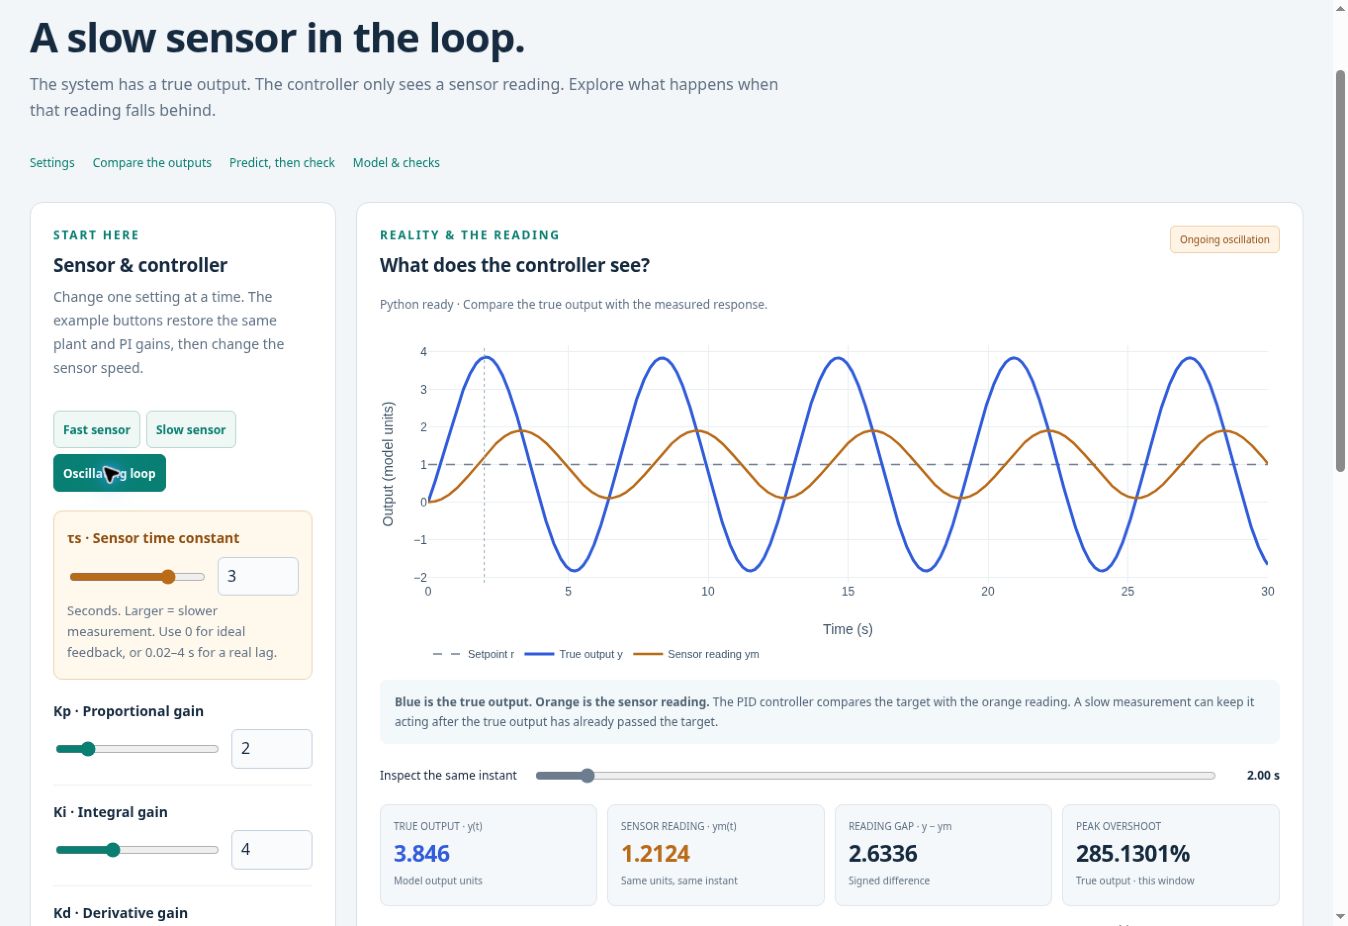 A slow sensor in the loop.
The system has a true output. The controller only sees a sensor reading. Explore what happens when
that reading falls behind.
Settings Compare the outputs Predict, then check Model & checks
START HERE
Sensor & controller
Change one setting at a time. The
example buttons restore the same
plant and PI gains, then change the
sensor speed.
Fast sensor Slow sensor
loop
τs · Sensor time constant
3
Seconds. Larger = slower
measurement. Use 0 for ideal
feedback, or 0.02–4 s for a real lag.
Kp · Proportional gain
2
Ki · Integral gain
4
Kd · Derivative gain
REALITY & THE READING
Ongoing oscillation
What does the controller see?
Python ready · Compare the true output with the measured response.
Output (model units)
4
3
2
1
0
−1
−2
0 5 10 15 20 25 30
Time (s)
Setpoint r True output y Sensor reading ym
Blue is the true output. Orange is the sensor reading. The PID controller compares the target with the orange reading. A slow measurement can keep it
acting after the true output has already passed the target.
Inspect the same instant 2.00 s
TRUE OUTPUT · y(t)
3.846
Model output units
SENSOR READING · ym(t)
1.2124
Same units, same instant
READING GAP · y − ym
2.6336
Signed difference
PEAK OVERSHOOT
285.1301%
True output · this window